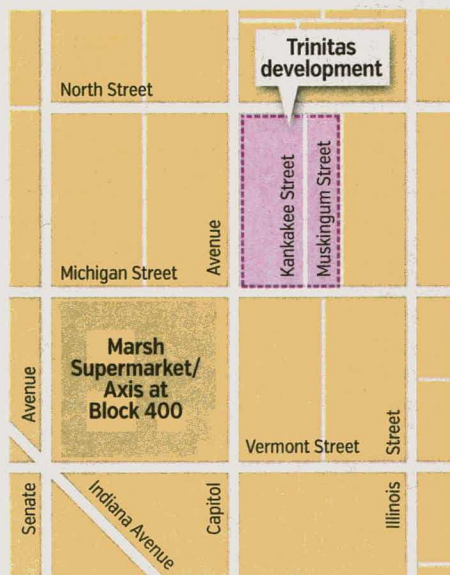 Trinitas
development
North Street
Kankakee Street
Muskingum Street
Avenue
Michigan Street
Marsh
Supermarket/
Axis at
Block 400
Avenue
Vermont Street
Street
Senate
Indiana Avenue
Capitol
Illinois